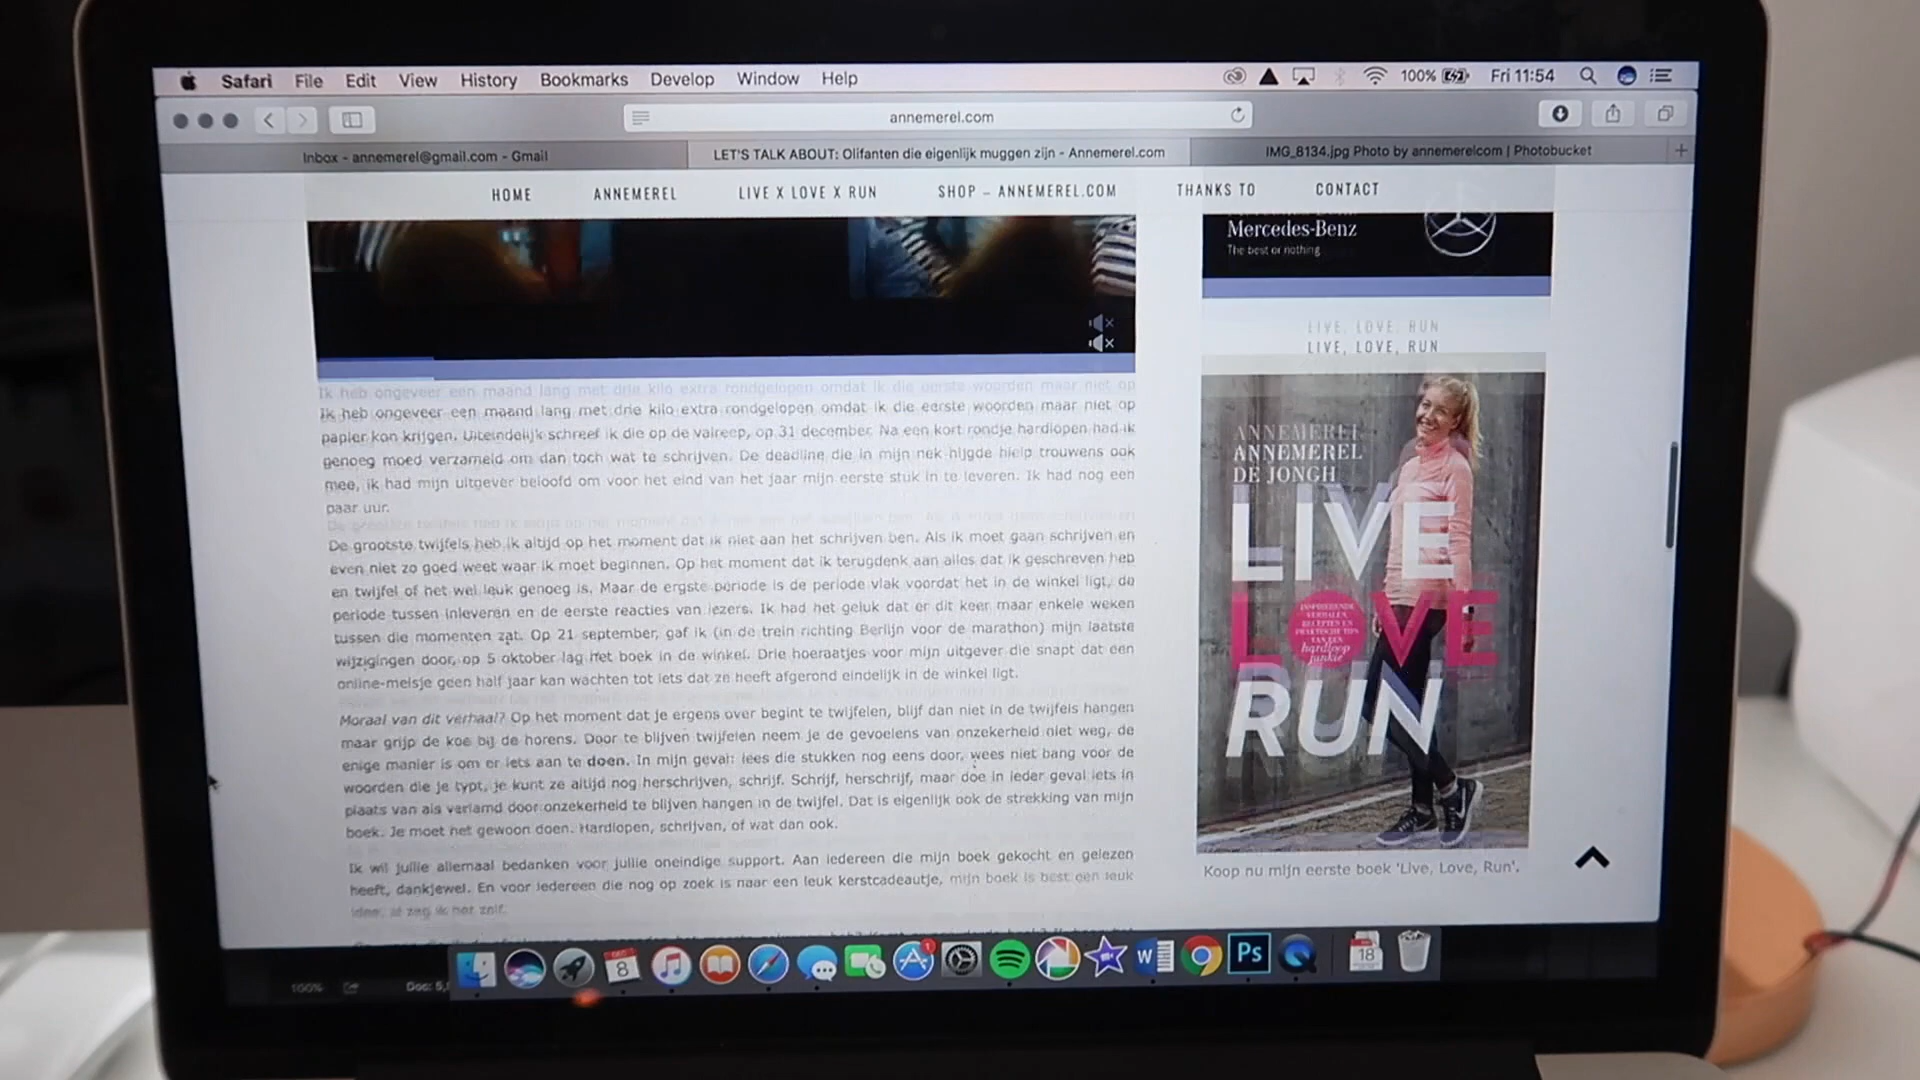 Safari File Edit View History Bookmarks Develop Window Help 100% Fri 11:54
annemerel.com
Inbox - annemerel@gmail.com - Gmail LET'S TALK ABOUT: Olifanten die eigenlijk muggen zijn - Annemerel.com IMG_8134.jpg Photo by annemerelcom | Photobucket
HOME ANNEMEREL LIVE X LOVE X RUN SHOP – ANNEMEREL.COM THANKS TO CONTACT
Ik heb ongeveer een maand lang met drie kilo extra rondgelopen omdat ik die eerste woorden maar niet op
papier kon krijgen. Uiteindelijk schreef ik die op de valreep, op 31 december. Na een kort rondje hardlopen had ik
genoeg moed verzameld om dan toch wat te schrijven. De deadline die in mijn nek hijgde hielp trouwens ook
mee, ik had mijn uitgever beloofd om voor het eind van het jaar mijn eerste stuk in te leveren. Ik had nog een
paar uur.
De grootste twijfels heb ik altijd op het moment dat ik niet aan het schrijven ben. Als ik moet gaan schrijven en
even niet zo goed weet waar ik moet beginnen. Op het moment dat ik terugdenk aan alles dat ik geschreven heb
en twijfel of het wel leuk genoeg is. Maar de ergste periode is de periode vlak voordat het in de winkel ligt, de
periode tussen inleveren en de eerste reacties van lezers. Ik had het geluk dat er dit keer maar enkele weken
tussen die momenten zat. Op 21 september, gaf ik (in de trein richting Berlijn voor de marathon) mijn laatste
wijzigingen door, op 5 oktober lag het boek in de winkel. Drie hoeraatjes voor mijn uitgever die snapt dat een
online-meisje geen half jaar kan wachten tot iets dat ze heeft afgerond eindelijk in de winkel ligt.
Moraal van dit verhaal? Op het moment dat je ergens over begint te twijfelen, blijf dan niet in de twijfels hangen
maar grijp de koe bij de horens. Door te blijven twijfelen neem je de gevoelens van onzekerheid niet weg, de
enige manier is om er iets aan te doen. In mijn geval: lees die stukken nog eens door, wees niet bang voor de
woorden die je typt, je kunt ze altijd nog herschrijven, schrijf. Schrijf, herschrijf, maar doe in ieder geval iets in
plaats van als verlamd door onzekerheid te blijven hangen in de twijfel. Dat is eigenlijk ook de strekking van mijn
boek. Je moet het gewoon doen. Hardlopen, schrijven, of wat dan ook.
Ik wil jullie allemaal bedanken voor jullie oneindige support. Aan iedereen die mijn boek gekocht en gelezen
heeft, dankjewel. En voor iedereen die nog op zoek is naar een leuk kerstcadeautje, mijn boek is best een leuk
idee, al zeg ik het zelf.
Mercedes-Benz
The best or nothing
LIVE, LOVE, RUN
ANNEMEREL
DE JONGH
LIVE
LOVE
INSPIRERENDE
VERHALEN,
RECEPTEN EN
PRAKTISCHE TIPS
VAN EEN
hardloop
junkie
RUN
Koop nu mijn eerste boek 'Live, Love, Run'.
100% Doc: 5,
8
1
W
Ps
18